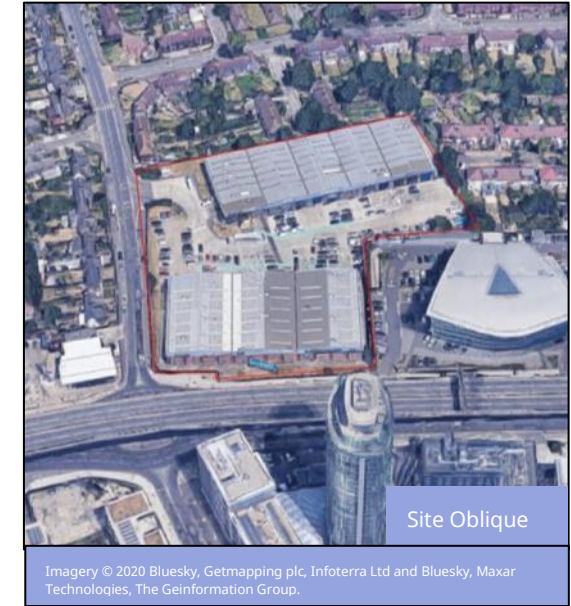 Site Oblique
Imagery © 2020 Bluesky, Getmapping plc, Infoterra Ltd and Bluesky, Maxar
Technologies, The Geinformation Group.